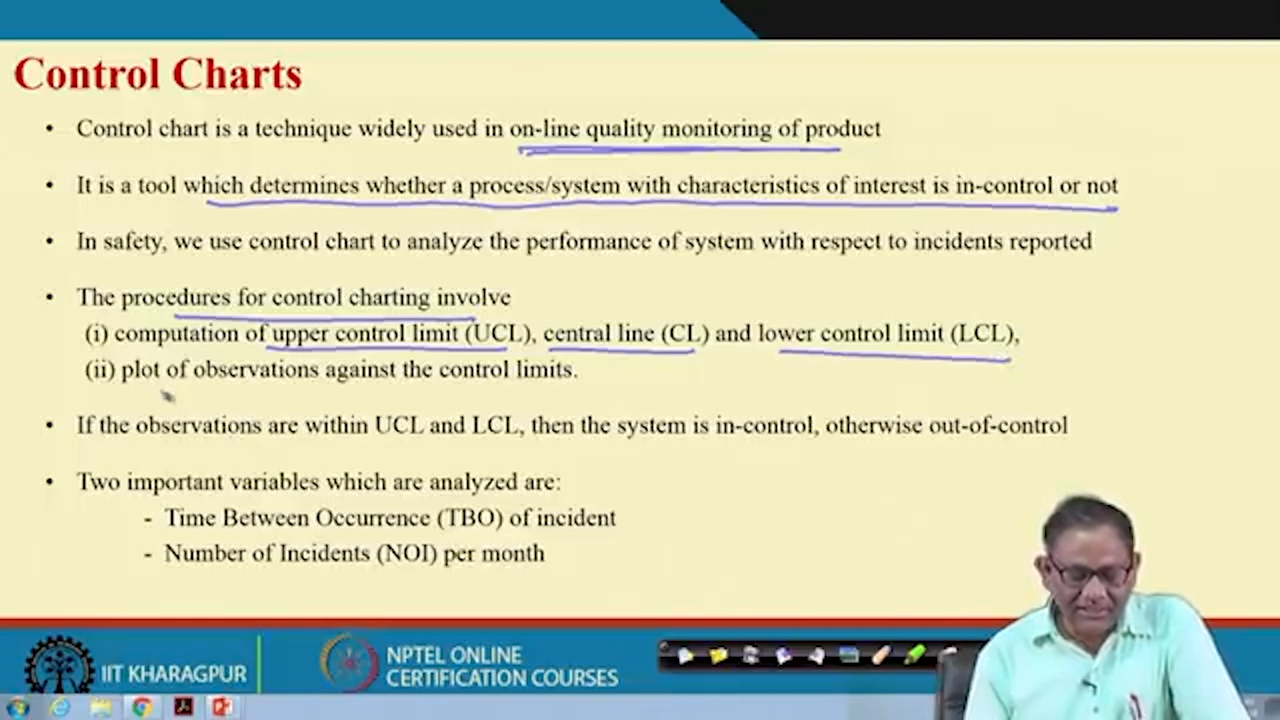 Control Charts
• Control chart is a technique widely used in on-line quality monitoring of product
• It is a tool which determines whether a process/system with characteristics of interest is in-control or not
• In safety, we use control chart to analyze the performance of system with respect to incidents reported
• The procedures for control charting involve
(i) computation of upper control limit (UCL), central line (CL) and lower control limit (LCL),
(ii) plot of observations against the control limits.
• If the observations are within UCL and LCL, then the system is in-control, otherwise out-of-control
• Two important variables which are analyzed are:
- Time Between Occurrence (TBO) of incident
- Number of Incidents (NOI) per month
IIT KHARAGPUR
NPTEL ONLINE
CERTIFICATION COURSES